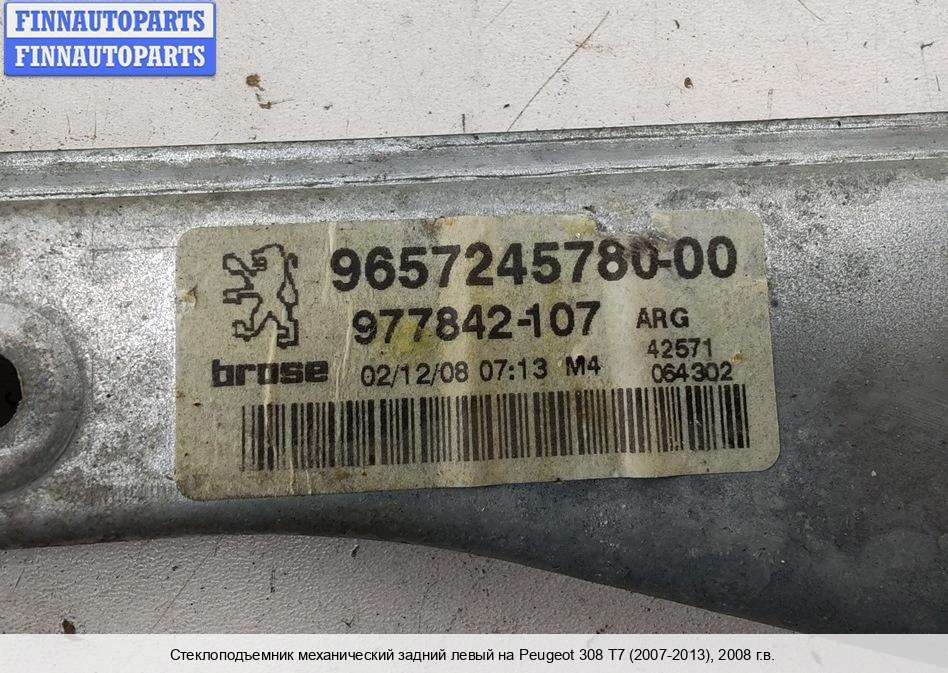 FINNAUTOPARTS
FINNAUTOPARTS
9657245780-00
977842-107 ARG
brose 02/12/08 07:13 M4 42571
064302
Стеклоподъемник механический задний левый на Peugeot 308 T7 (2007-2013), 2008 г.в.